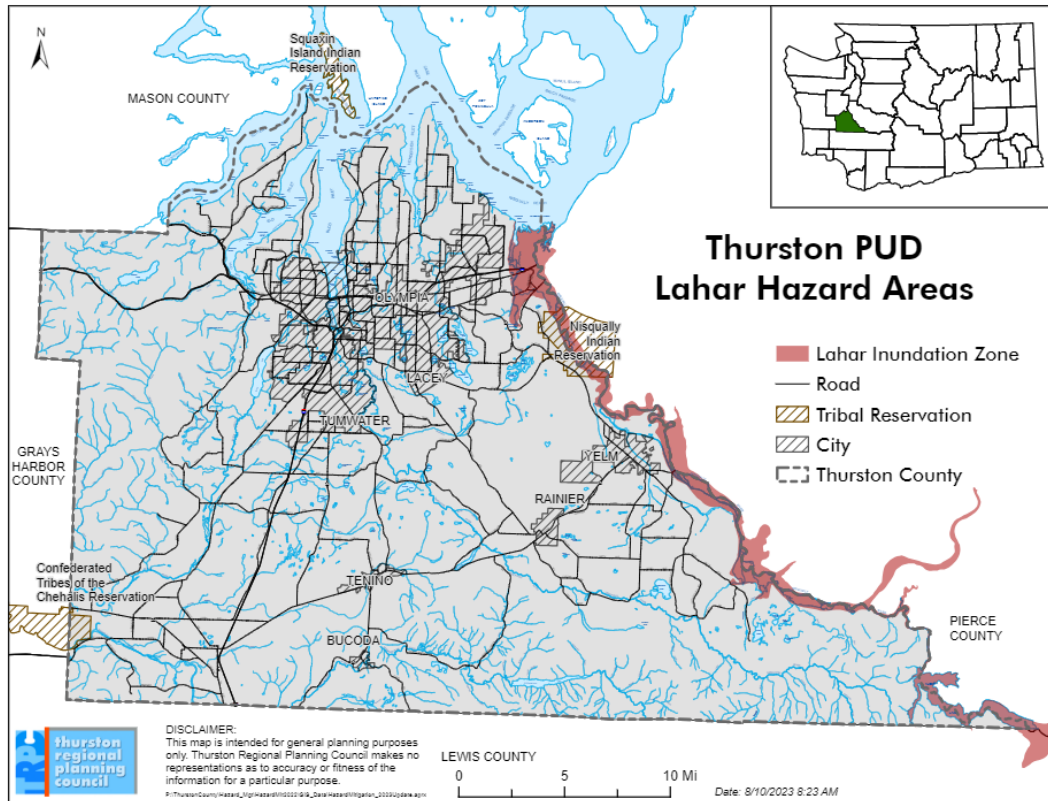 N
Squaxin
Island Indian
Reservation
MASON COUNTY
Thurston PUD
Lahar Hazard Areas
OLYMPIA
Nisqually
Indian
Reservation
Lahar Inundation Zone
Road
Tribal Reservation
City
Thurston County
LACEY
TUMWATER
GRAYS
HARBOR
COUNTY
YELM
RAINIER
Confederated
Tribes of the
Chehalis Reservation
TENINO
BUCODA
PIERCE
COUNTY
TRPC
thurston
regional
planning
council
DISCLAIMER:
This map is intended for general planning purposes
only. Thurston Regional Planning Council makes no
representations as to accuracy or fitness of the
information for a particular purpose.
LEWIS COUNTY
0 5 10 Mi
Date: 8/10/2023 8:23 AM